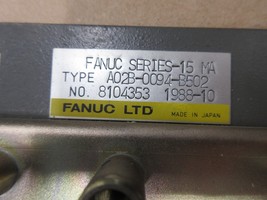 FANUC SERIES-15 MA
TYPE A02B-0094-B502
NO. 8104353 1988-10
FANUC LTD MADE IN JAPAN